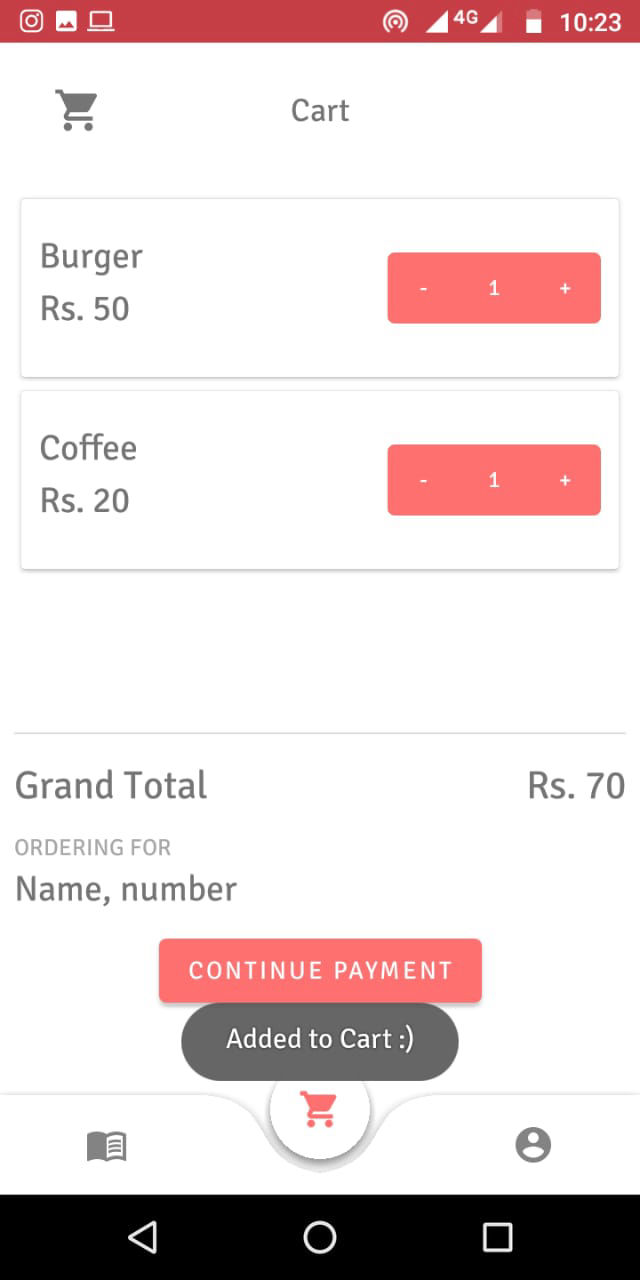 4G 10:23
Cart
Burger
Rs. 50
- 1 +
Coffee
Rs. 20
- 1 +
Grand Total Rs. 70
ORDERING FOR
Name, number
CONTINUE PAYMENT
Added to Cart :)